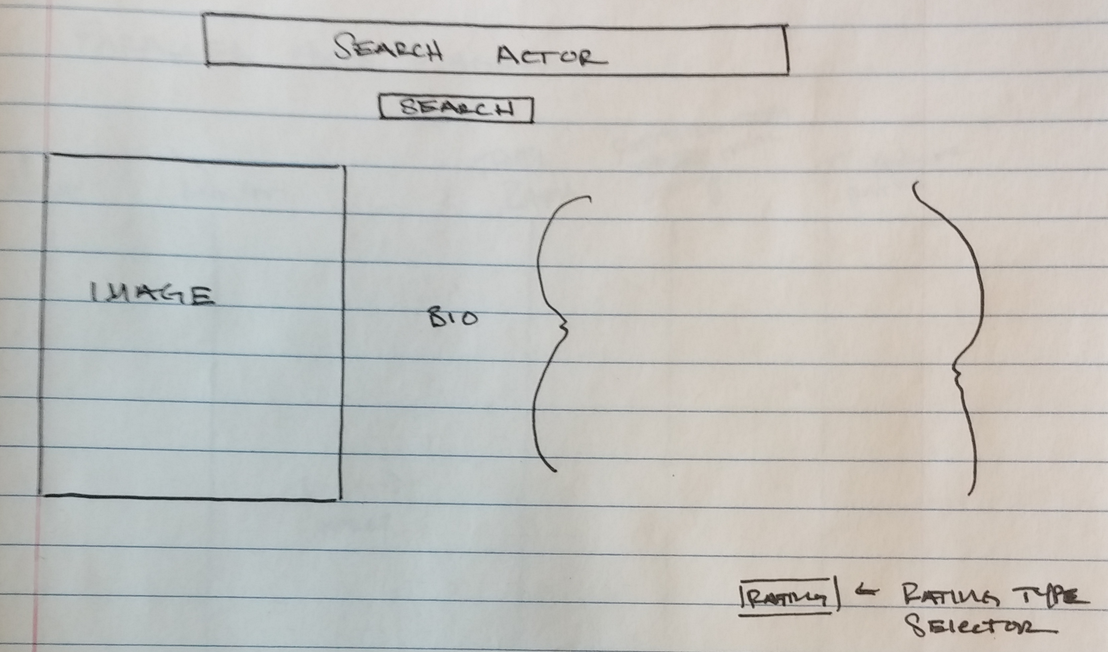 SEARCH ACTOR
SEARCH
IMAGE
BIO
RATING ← RATING TYPE
SELECTOR